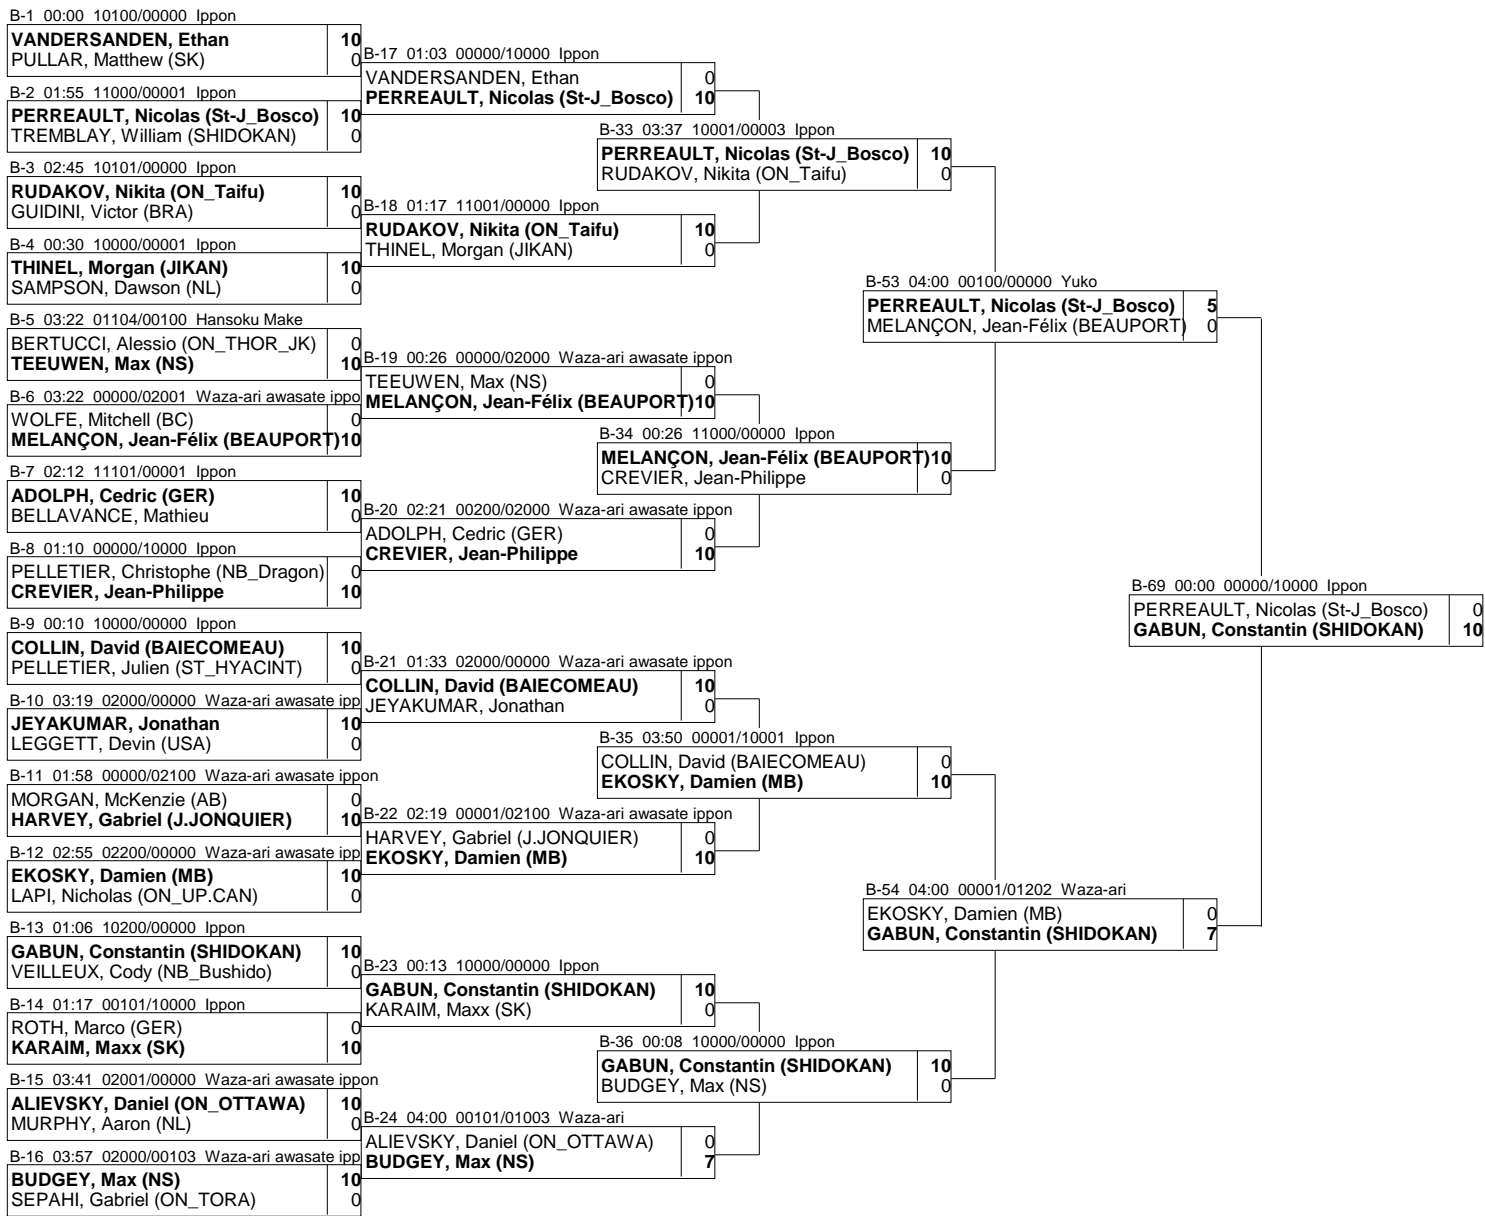 B-1 00:00 10100/00000 Ippon
VANDERSANDEN, Ethan 10
PULLAR, Matthew (SK) 0
B-2 01:55 11000/00001 Ippon
PERREAULT, Nicolas (St-J_Bosco) 10
TREMBLAY, William (SHIDOKAN) 0
B-3 02:45 10101/00000 Ippon
RUDAKOV, Nikita (ON_Taifu) 10
GUIDINI, Victor (BRA) 0
B-4 00:30 10000/00001 Ippon
THINEL, Morgan (JIKAN) 10
SAMPSON, Dawson (NL) 0
B-5 03:22 01104/00100 Hansoku Make
BERTUCCI, Alessio (ON_THOR_JK) 0
TEEUWEN, Max (NS) 10
B-6 03:22 00000/02001 Waza-ari awasate ippo
WOLFE, Mitchell (BC) 0
MELANÇON, Jean-Félix (BEAUPORT) 10
B-7 02:12 11101/00001 Ippon
ADOLPH, Cedric (GER) 10
BELLAVANCE, Mathieu 0
B-8 01:10 00000/10000 Ippon
PELLETIER, Christophe (NB_Dragon) 0
CREVIER, Jean-Philippe 10
B-9 00:10 10000/00000 Ippon
COLLIN, David (BAIECOMEAU) 10
PELLETIER, Julien (ST_HYACINT) 0
B-10 03:19 02000/00000 Waza-ari awasate ipp
JEYAKUMAR, Jonathan 10
LEGGETT, Devin (USA) 0
B-11 01:58 00000/02100 Waza-ari awasate ippon
MORGAN, McKenzie (AB) 0
HARVEY, Gabriel (J.JONQUIER) 10
B-12 02:55 02200/00000 Waza-ari awasate ipp
EKOSKY, Damien (MB) 10
LAPI, Nicholas (ON_UP.CAN) 0
B-13 01:06 10200/00000 Ippon
GABUN, Constantin (SHIDOKAN) 10
VEILLEUX, Cody (NB_Bushido) 0
B-14 01:17 00101/10000 Ippon
ROTH, Marco (GER) 0
KARAIM, Maxx (SK) 10
B-15 03:41 02001/00000 Waza-ari awasate ippon
ALIEVSKY, Daniel (ON_OTTAWA) 10
MURPHY, Aaron (NL) 0
B-16 03:57 02000/00103 Waza-ari awasate ipp
BUDGEY, Max (NS) 10
SEPAHI, Gabriel (ON_TORA) 0
B-17 01:03 00000/10000 Ippon
VANDERSANDEN, Ethan 0
PERREAULT, Nicolas (St-J_Bosco) 10
B-18 01:17 11001/00000 Ippon
RUDAKOV, Nikita (ON_Taifu) 10
THINEL, Morgan (JIKAN) 0
B-19 00:26 00000/02000 Waza-ari awasate ippon
TEEUWEN, Max (NS) 0
MELANÇON, Jean-Félix (BEAUPORT) 10
B-20 02:21 00200/02000 Waza-ari awasate ippon
ADOLPH, Cedric (GER) 0
CREVIER, Jean-Philippe 10
B-21 01:33 02000/00000 Waza-ari awasate ippon
COLLIN, David (BAIECOMEAU) 10
JEYAKUMAR, Jonathan 0
B-22 02:19 00001/02100 Waza-ari awasate ippon
HARVEY, Gabriel (J.JONQUIER) 0
EKOSKY, Damien (MB) 10
B-23 00:13 10000/00000 Ippon
GABUN, Constantin (SHIDOKAN) 10
KARAIM, Maxx (SK) 0
B-24 04:00 00101/01003 Waza-ari
ALIEVSKY, Daniel (ON_OTTAWA) 0
BUDGEY, Max (NS) 7
B-33 03:37 10001/00003 Ippon
PERREAULT, Nicolas (St-J_Bosco) 10
RUDAKOV, Nikita (ON_Taifu) 0
B-34 00:26 11000/00000 Ippon
MELANÇON, Jean-Félix (BEAUPORT) 10
CREVIER, Jean-Philippe 0
B-35 03:50 00001/10001 Ippon
COLLIN, David (BAIECOMEAU) 0
EKOSKY, Damien (MB) 10
B-36 00:08 10000/00000 Ippon
GABUN, Constantin (SHIDOKAN) 10
BUDGEY, Max (NS) 0
B-53 04:00 00100/00000 Yuko
PERREAULT, Nicolas (St-J_Bosco) 5
MELANÇON, Jean-Félix (BEAUPORT) 0
B-54 04:00 00001/01202 Waza-ari
EKOSKY, Damien (MB) 0
GABUN, Constantin (SHIDOKAN) 7
B-69 00:00 00000/10000 Ippon
PERREAULT, Nicolas (St-J_Bosco) 0
GABUN, Constantin (SHIDOKAN) 10